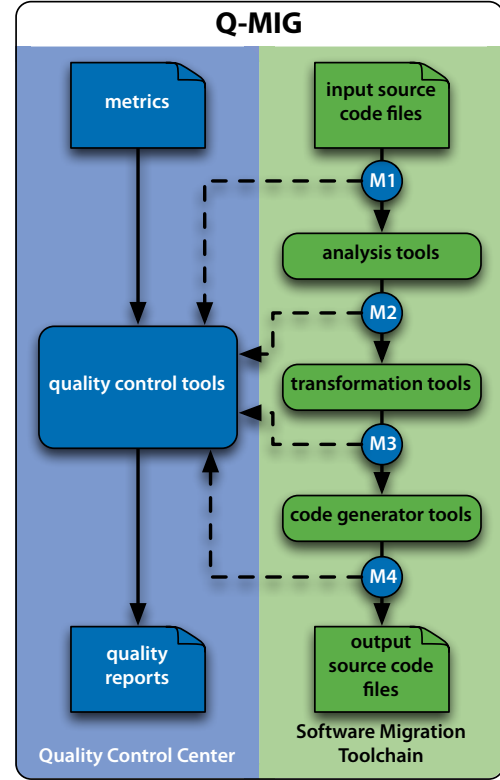 Q-MIG
metrics
input source
code files
M1
analysis tools
M2
quality control tools
transformation tools
M3
code generator tools
M4
quality
reports
output
source code
files
Quality Control Center
Software Migration
Toolchain